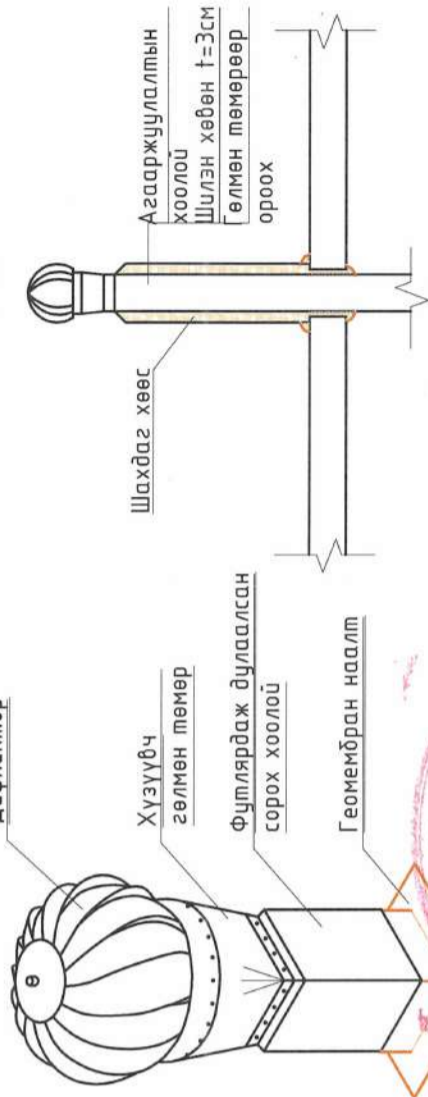 Хүзүүвч
гөлмөн төмөр
Футлярдаж дулаалсан
сорох хоолой
Геомембран наалт
Агааржуулалтын
хоолой
Шилэн хөвөн t=3см
Гөлмөн төмөрөөр
ороох
Шахдаг хөөс